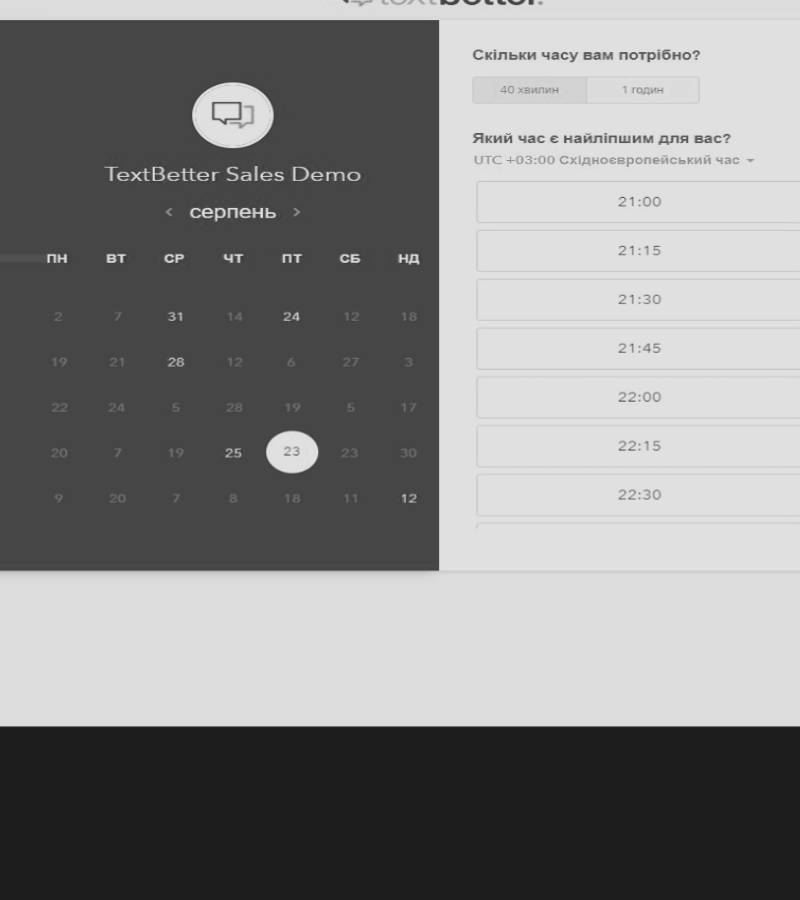 textbetter.
TextBetter Sales Demo
< серпень >
ПН ВТ СР ЧТ ПТ СБ НД
2 7 31 14 24 12 18
19 21 28 12 6 27 3
22 24 5 28 19 5 17
20 7 19 25 23 23 30
9 20 7 8 18 11 12
Скільки часу вам потрібно?
40 хвилин 1 годин
Який час є найліпшим для вас?
UTC +03:00 Східноєвропейський час
21:00
21:15
21:30
21:45
22:00
22:15
22:30